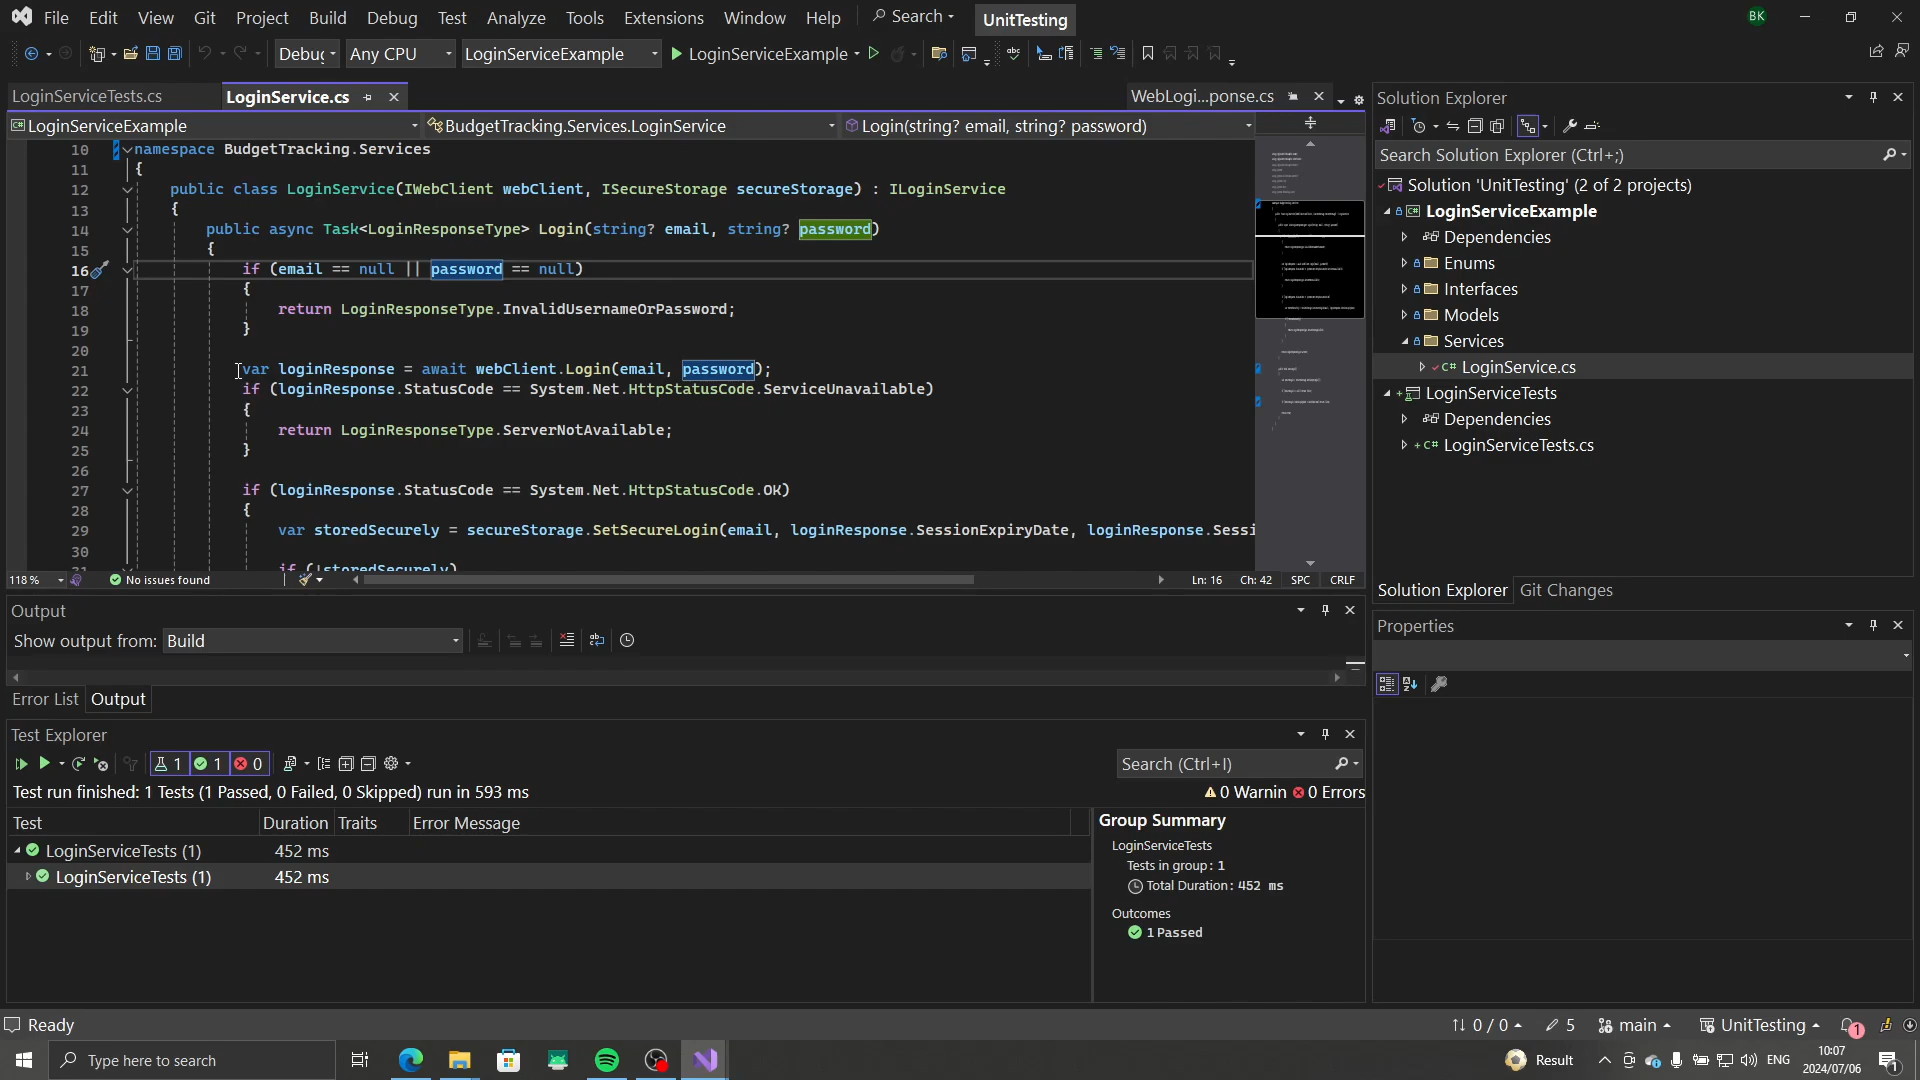 File Edit View Git Project Build Debug Test Analyze Tools Extensions Window Help Search UnitTesting BK
Debug Any CPU LoginServiceExample LoginServiceExample
LoginServiceTests.cs LoginService.cs WebLogi...ponse.cs
LoginServiceExample BudgetTracking.Services.LoginService Login(string? email, string? password)
10 namespace BudgetTracking.Services
11 {
12 public class LoginService(IWebClient webClient, ISecureStorage secureStorage) : ILoginService
13 {
14 public async Task<LoginResponseType> Login(string? email, string? password)
15 {
16 if (email == null || password == null)
17 {
18 return LoginResponseType.InvalidUsernameOrPassword;
19 }
20
21 var loginResponse = await webClient.Login(email, password);
22 if (loginResponse.StatusCode == System.Net.HttpStatusCode.ServiceUnavailable)
23 {
24 return LoginResponseType.ServerNotAvailable;
25 }
26
27 if (loginResponse.StatusCode == System.Net.HttpStatusCode.OK)
28 {
29 var storedSecurely = secureStorage.SetSecureLogin(email, loginResponse.SessionExpiryDate, loginResponse.Sessi
30
31 if (!storedSecurely)
118 % No issues found Ln: 16 Ch: 42 SPC CRLF
Solution Explorer
Search Solution Explorer (Ctrl+;)
Solution 'UnitTesting' (2 of 2 projects)
LoginServiceExample
Dependencies
Enums
Interfaces
Models
Services
LoginService.cs
LoginServiceTests
Dependencies
LoginServiceTests.cs
Solution Explorer Git Changes
Properties
Output
Show output from: Build
Error List Output
Test Explorer
1 1 0 Search (Ctrl+I)
Test run finished: 1 Tests (1 Passed, 0 Failed, 0 Skipped) run in 593 ms 0 Warnin 0 Errors
Test Duration Traits Error Message
LoginServiceTests (1) 452 ms
LoginServiceTests (1) 452 ms
Group Summary
LoginServiceTests
Tests in group: 1
Total Duration: 452 ms
Outcomes
1 Passed
Ready 0 / 0 5 main UnitTesting 1
Type here to search Result ENG 10:07
2024/07/06 1